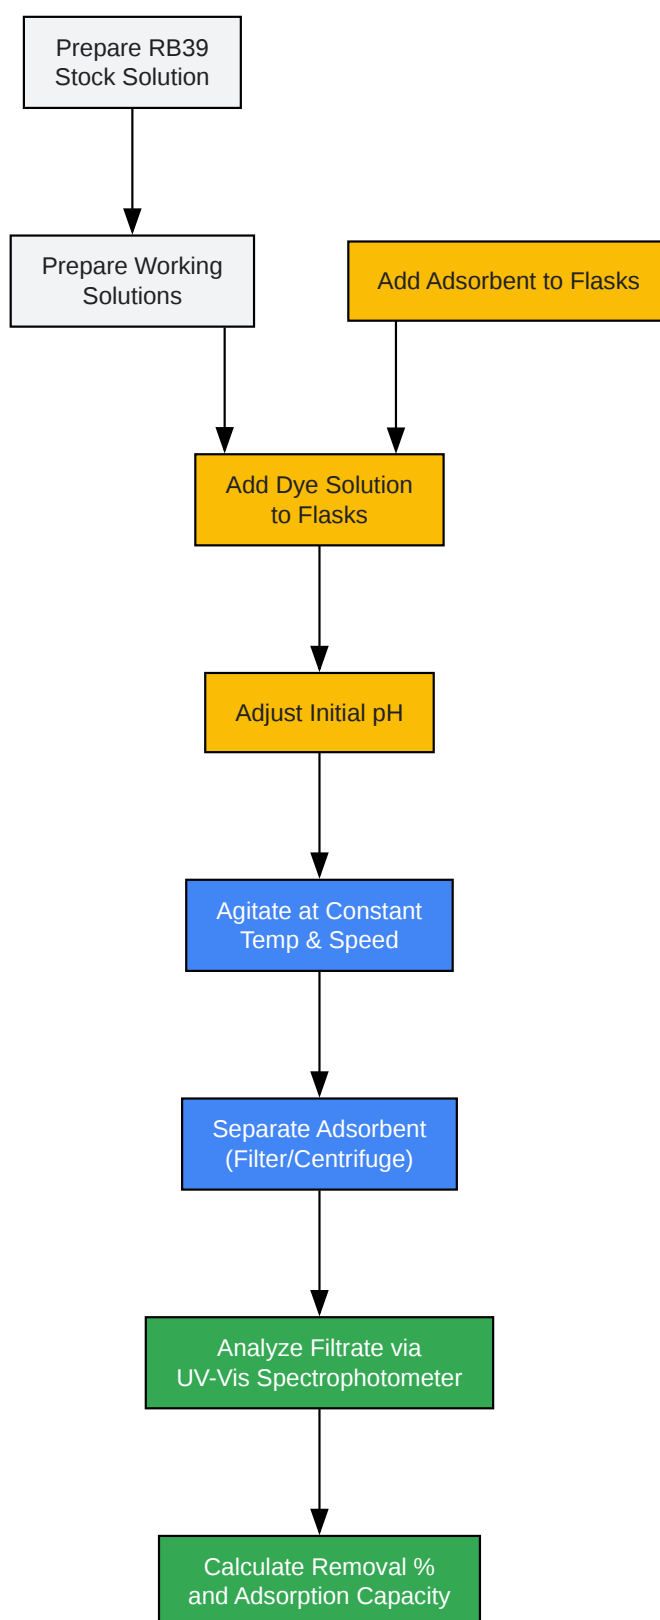 Prepare RB39
Stock Solution
Prepare Working
Solutions
Add Adsorbent to Flasks
Add Dye Solution
to Flasks
Adjust Initial pH
Agitate at Constant
Temp & Speed
Separate Adsorbent
(Filter/Centrifuge)
Analyze Filtrate via
UV-Vis Spectrophotometer
Calculate Removal %
and Adsorption Capacity